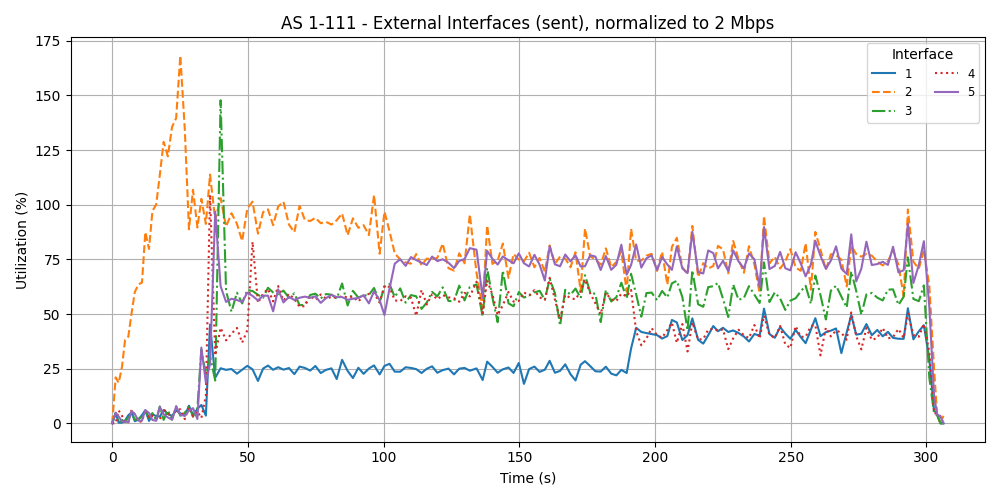 AS 1-111 - External Interfaces (sent), normalized to 2 Mbps
Utilization (%)
175
150
125
100
75
50
25
0
0 50 100 150 200 250 300
Time (s)
Interface
1 4
2 5
3